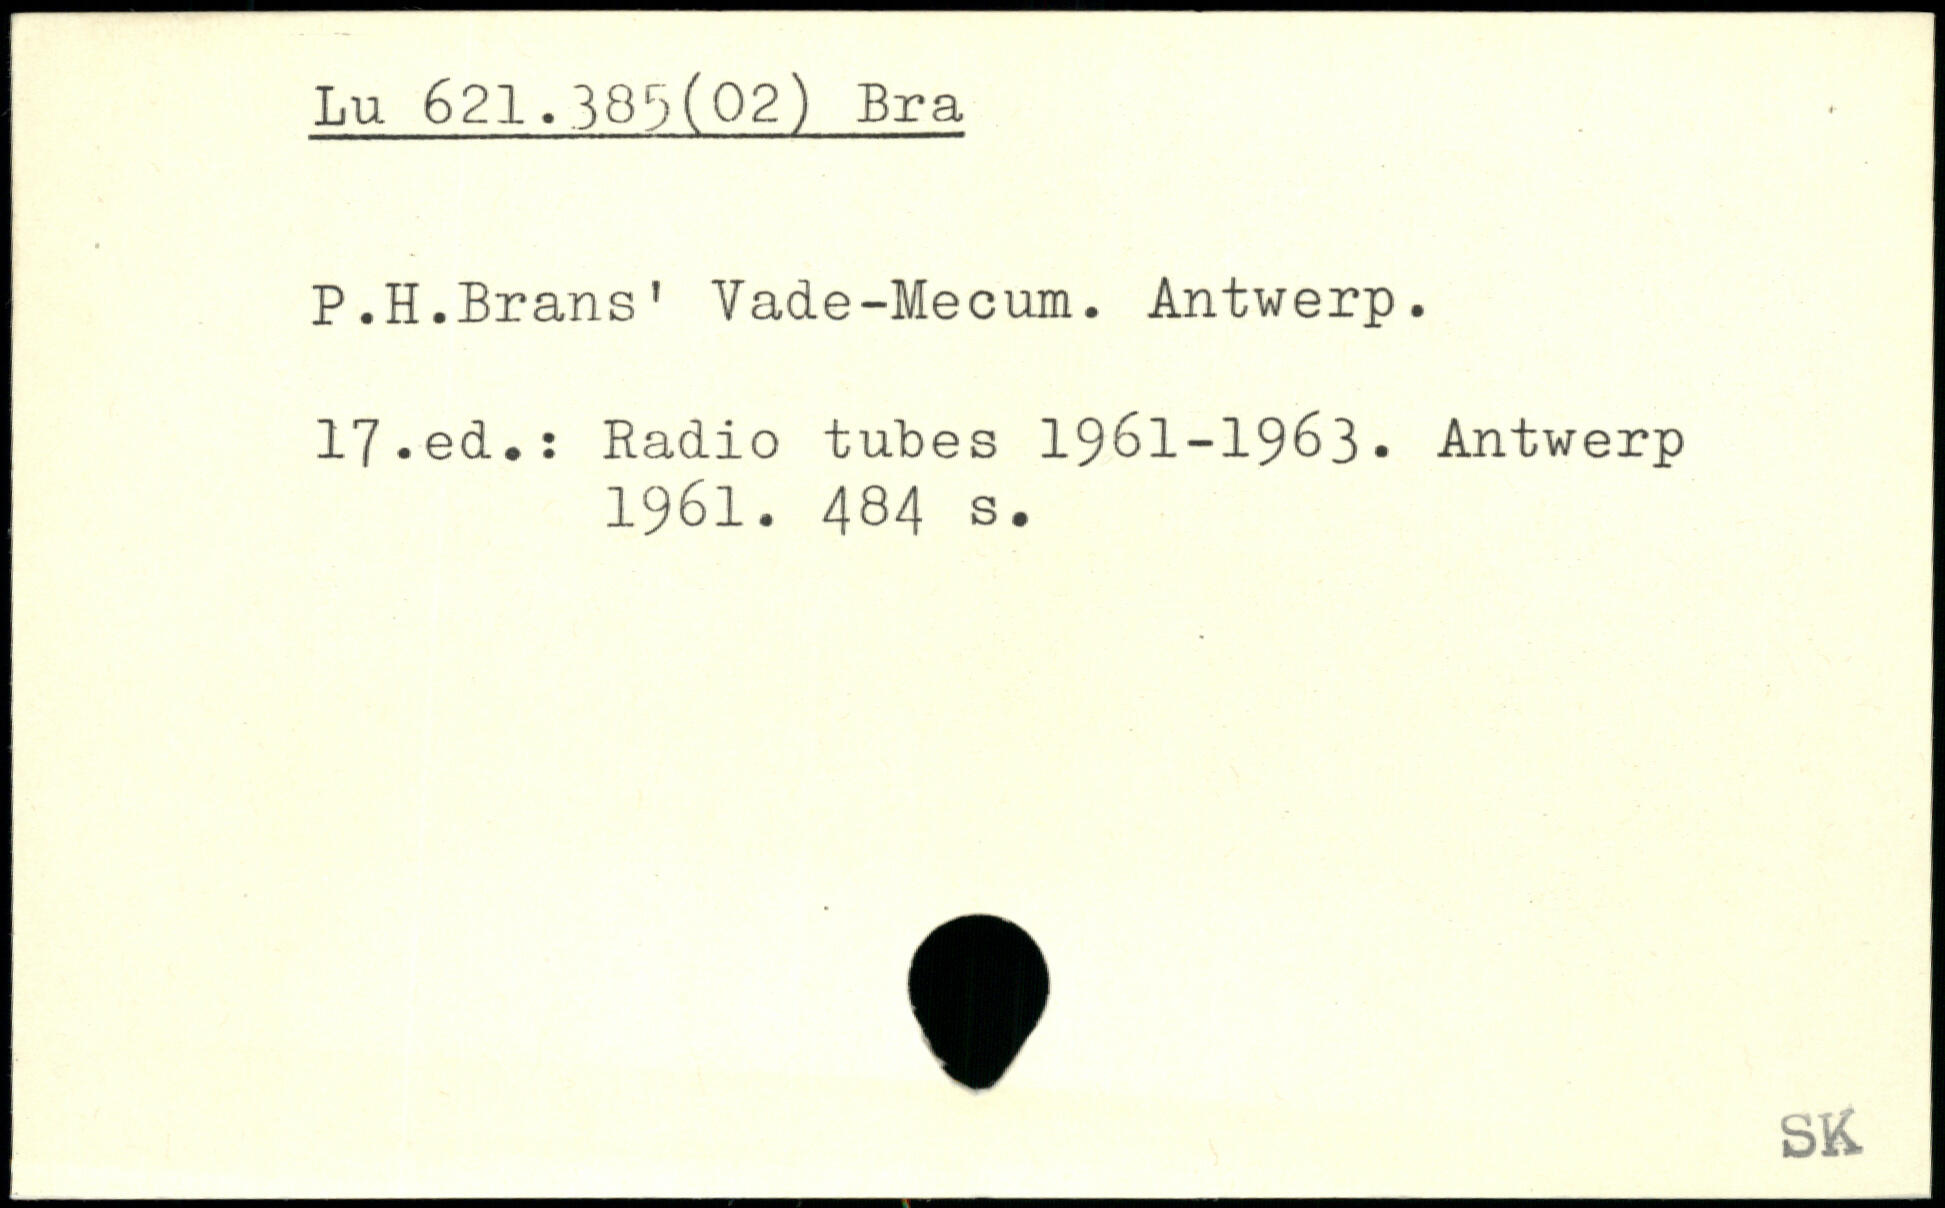 Lu 621.385(02) Bra
P.H.Brans' Vade-Mecum. Antwerp.
17.ed.: Radio tubes 1961-1963. Antwerp
1961. 484 s.
SK